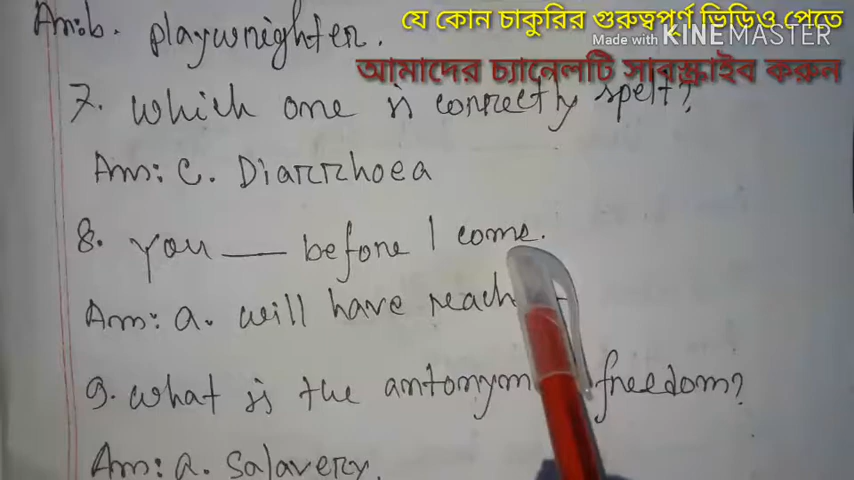 যে কোন চাকুরির গুরুত্বপূর্ণ ভিডিও পেতে
Made with KINEMASTER
আমাদের চ্যানেলটি সাবস্ক্রাইব করুন
Ans: b. playwrighter.
7. which one is correctly spelt?
Ans: C. Diarrhoea
8. you ___ before I come.
Ans: a. will have reach
9. what is the antonym freedom?
Ans: a. Salavery.